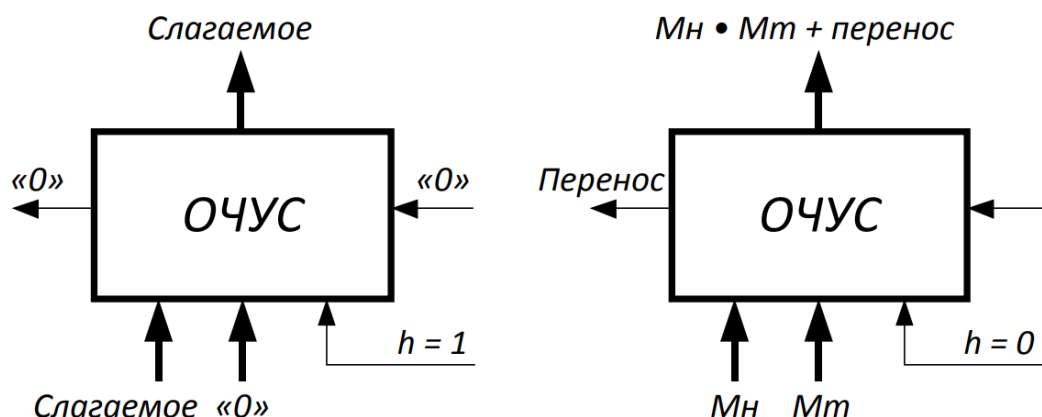 Слагаемое
«0»
ОЧУС
«0»
h = 1
Слагаемое «0»
Мн • Мт + перенос
Перенос
ОЧУС
h = 0
Мн Мт